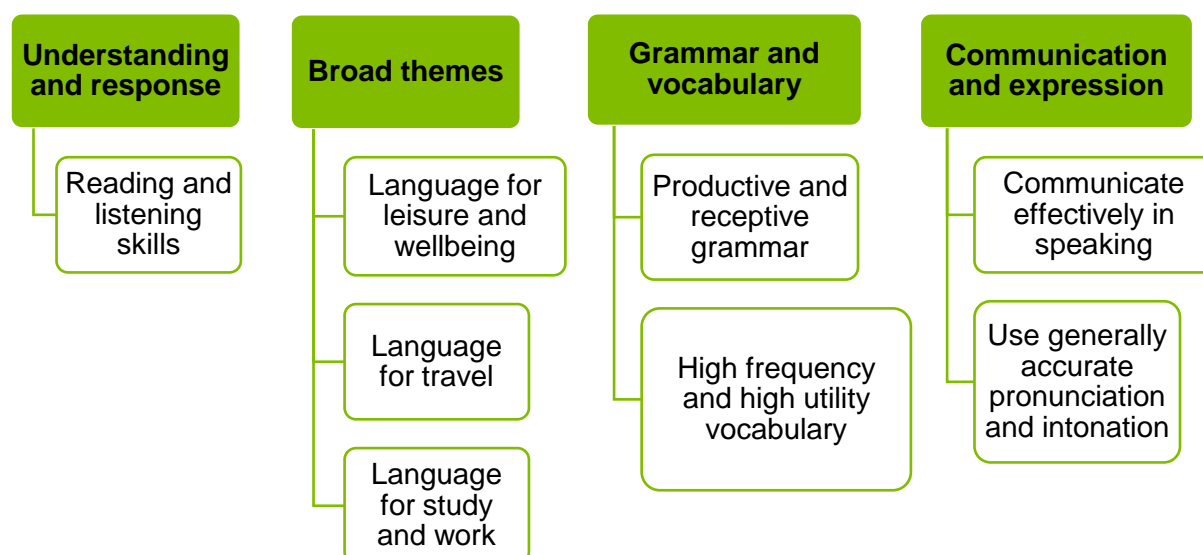 Understanding
and response
Reading and
listening
skills
Broad themes
Language for
leisure and
wellbeing
Language
for travel
Language
for study
and work
Grammar and
vocabulary
Productive and
receptive
grammar
High frequency
and high utility
vocabulary
Communication
and expression
Communicate
effectively in
speaking
Use generally
accurate
pronunciation
and intonation